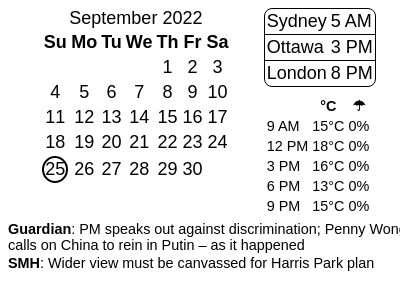 September 2022
Su Mo Tu We Th Fr Sa
1 2 3
4 5 6 7 8 9 10
11 12 13 14 15 16 17
18 19 20 21 22 23 24
25 26 27 28 29 30
Sydney 5 AM
Ottawa 3 PM
London 8 PM
°C ☂
9 AM 15°C 0%
12 PM 18°C 0%
3 PM 16°C 0%
6 PM 13°C 0%
9 PM 15°C 0%
Guardian: PM speaks out against discrimination; Penny
calls on China to rein in Putin – as it happened
SMH: Wider view must be canvassed for Harris Park plan